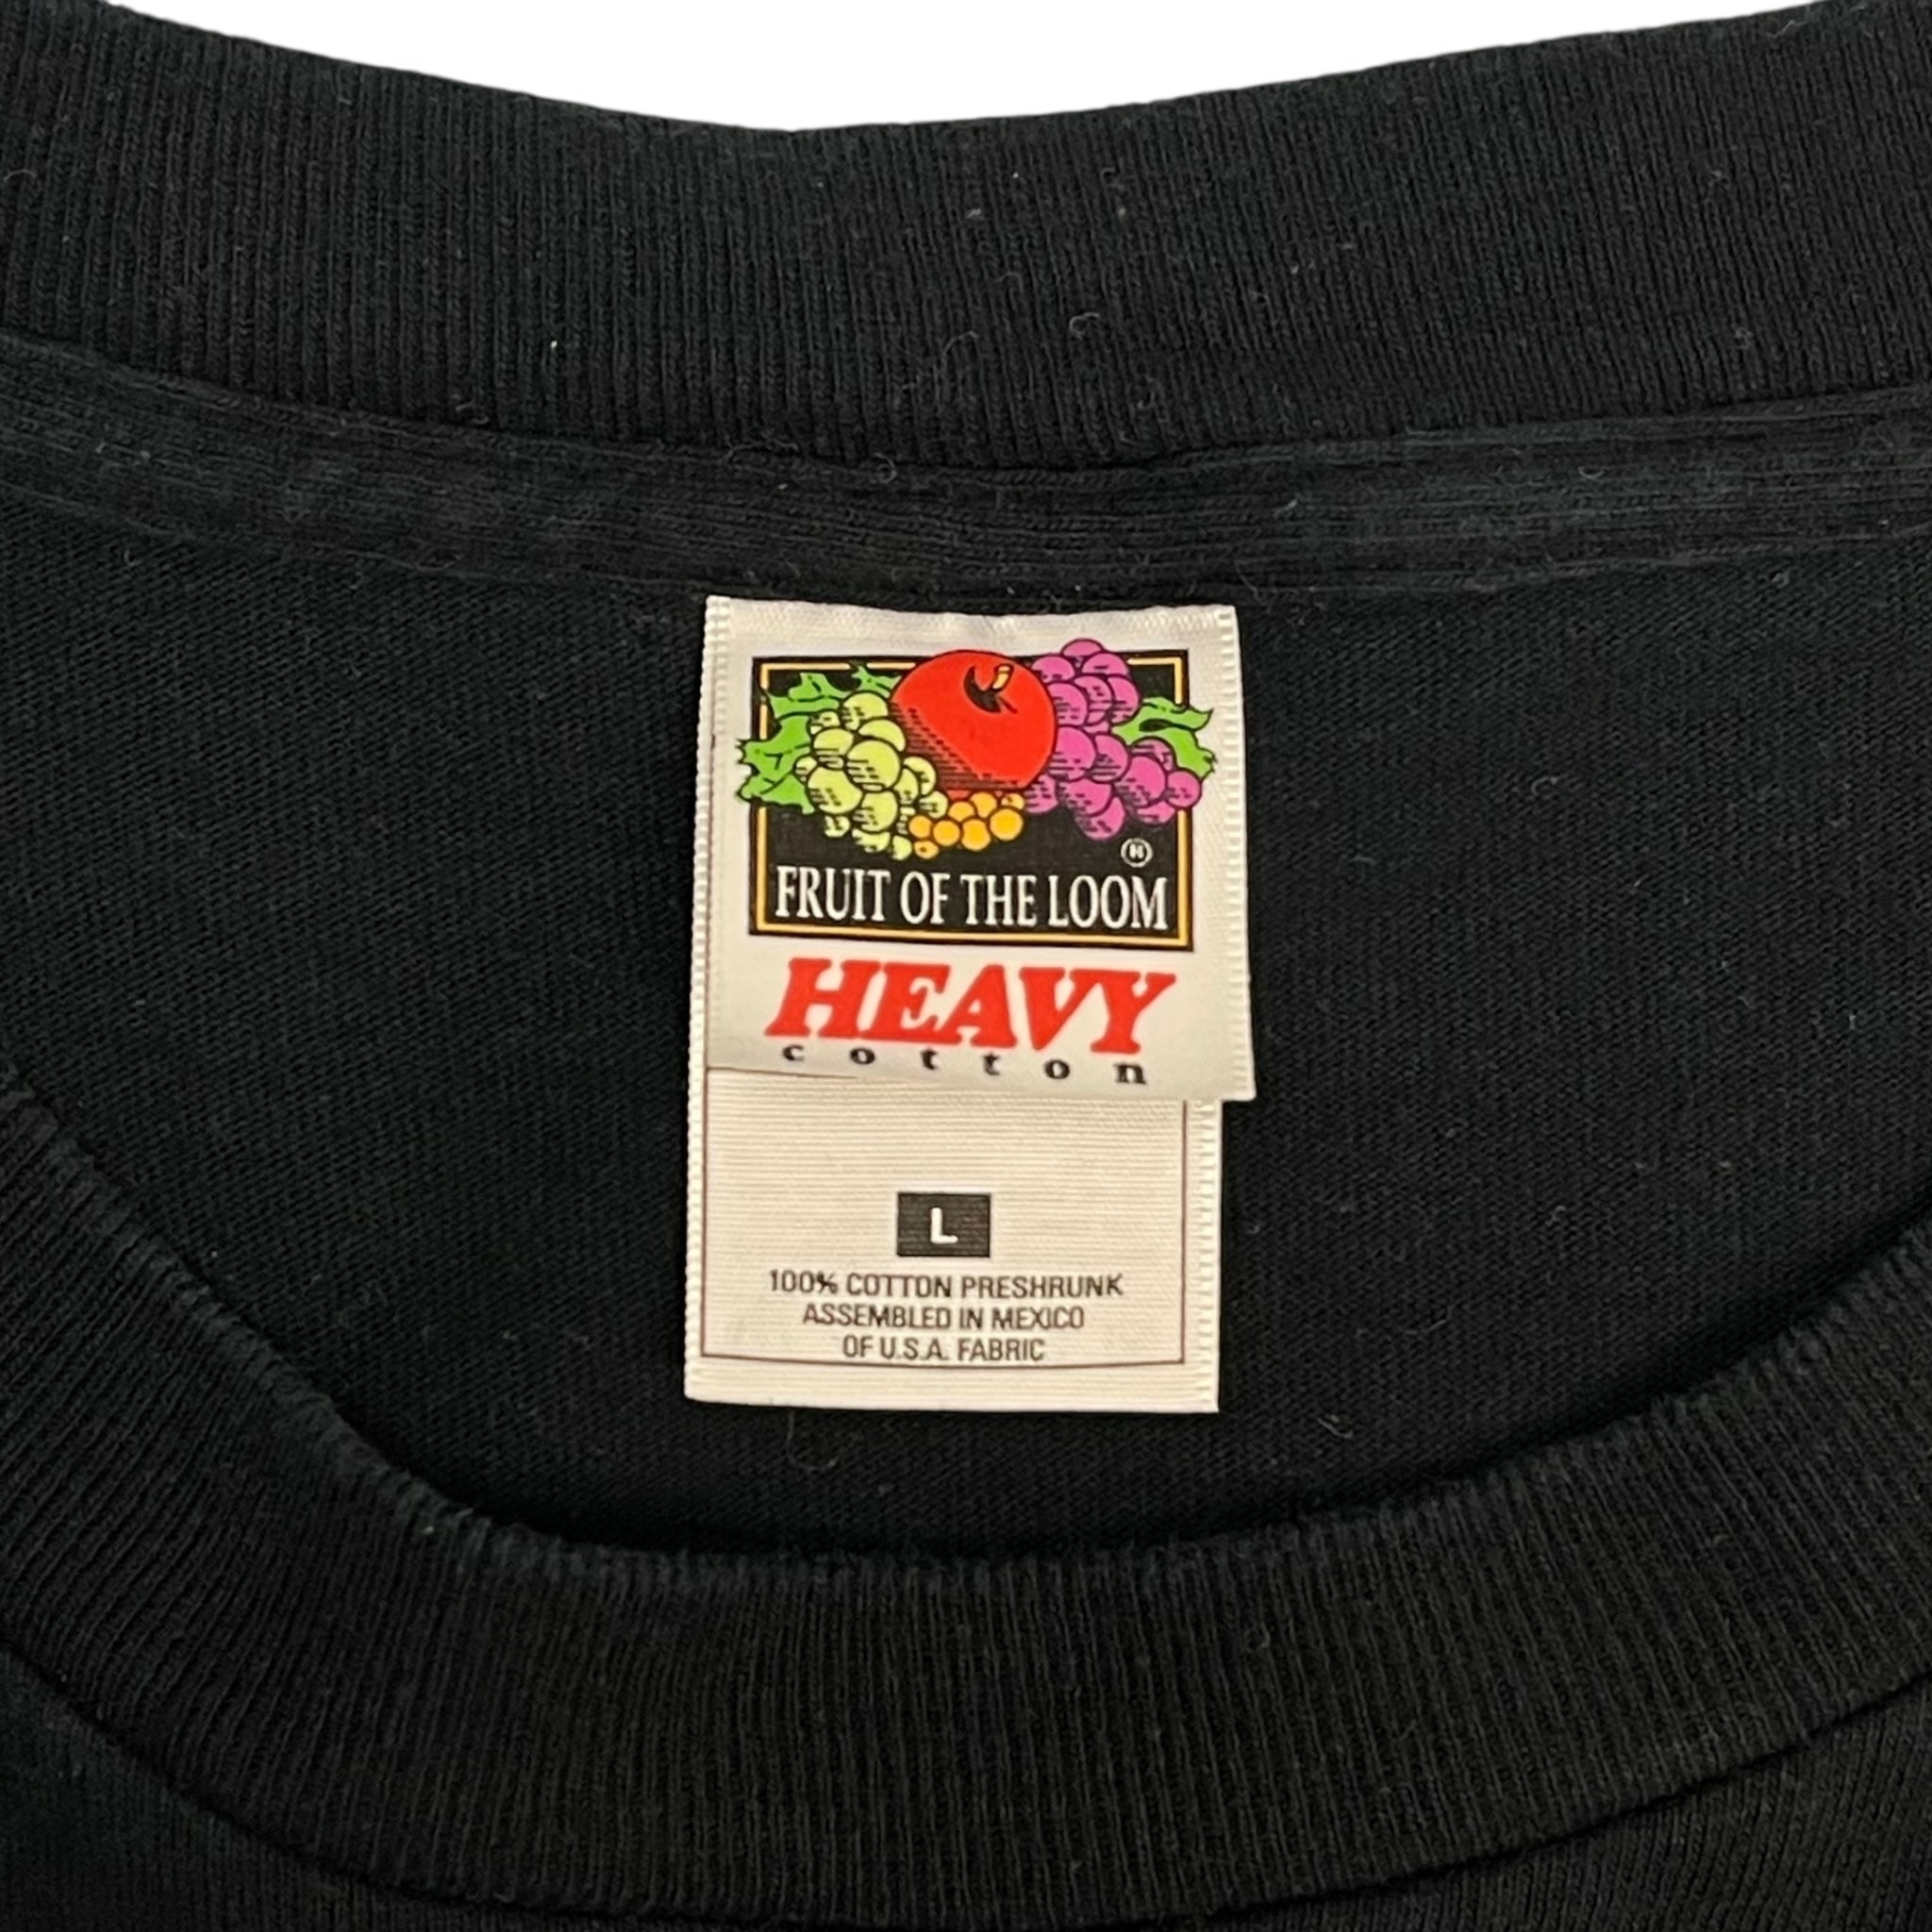 ®
FRUIT OF THE LOOM
HEAVY
cotton
L
100% COTTON PRESHRUNK
ASSEMBLED IN MEXICO
OF U.S.A. FABRIC